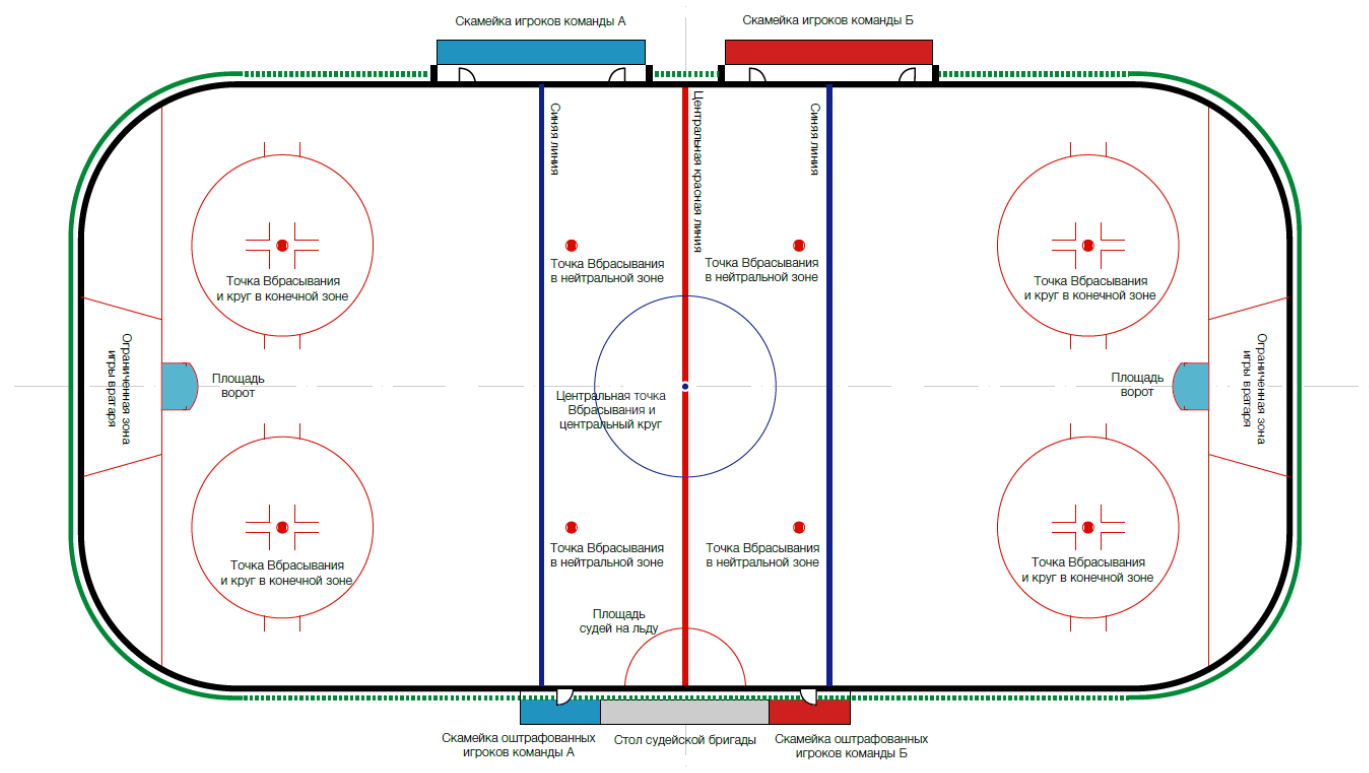 Скамейка игроков команды А
Скамейка игроков команды Б
Синяя линия
Центральная красная линия
Синяя линия
Точка Вбрасывания
и круг в конечной зоне
Точка Вбрасывания
в нейтральной зоне
Точка Вбрасывания
в нейтральной зоне
Точка Вбрасывания
и круг в конечной зоне
Ограниченная зона
игры вратаря
Площадь
ворот
Центральная точка
Вбрасывания и
центральный круг
Площадь
ворот
Ограниченная зона
игры вратаря
Точка Вбрасывания
и круг в конечной зоне
Точка Вбрасывания
в нейтральной зоне
Точка Вбрасывания
в нейтральной зоне
Точка Вбрасывания
и круг в конечной зоне
Площадь
судей на льду
Скамейка оштрафованных
игроков команды А
Стол судейской бригады
Скамейка оштрафованных
игроков команды Б